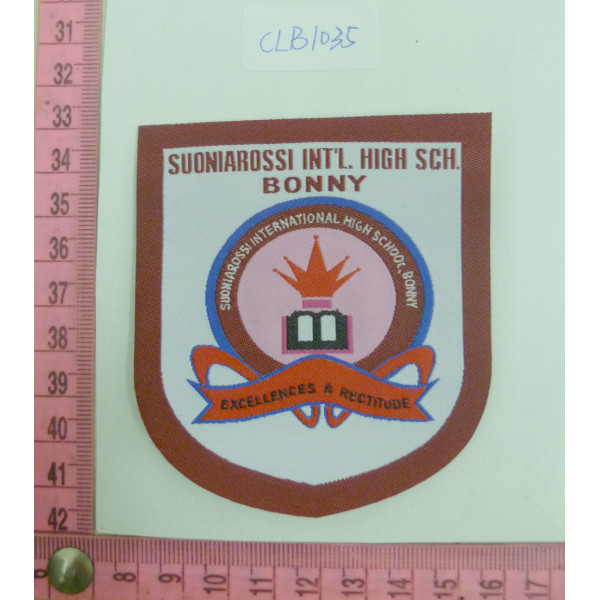 CLB1035
SUONIAROSSI INT'L. HIGH SCH.
BONNY
SUONIAROSSI INTERNATIONAL HIGH SCHOOL, BONNY
EXCELLENCES & RECTITUDE
31
32
33
34
35
36
37
38
39
40
41
42
8 9 10 11 12 13 14 15 16 17